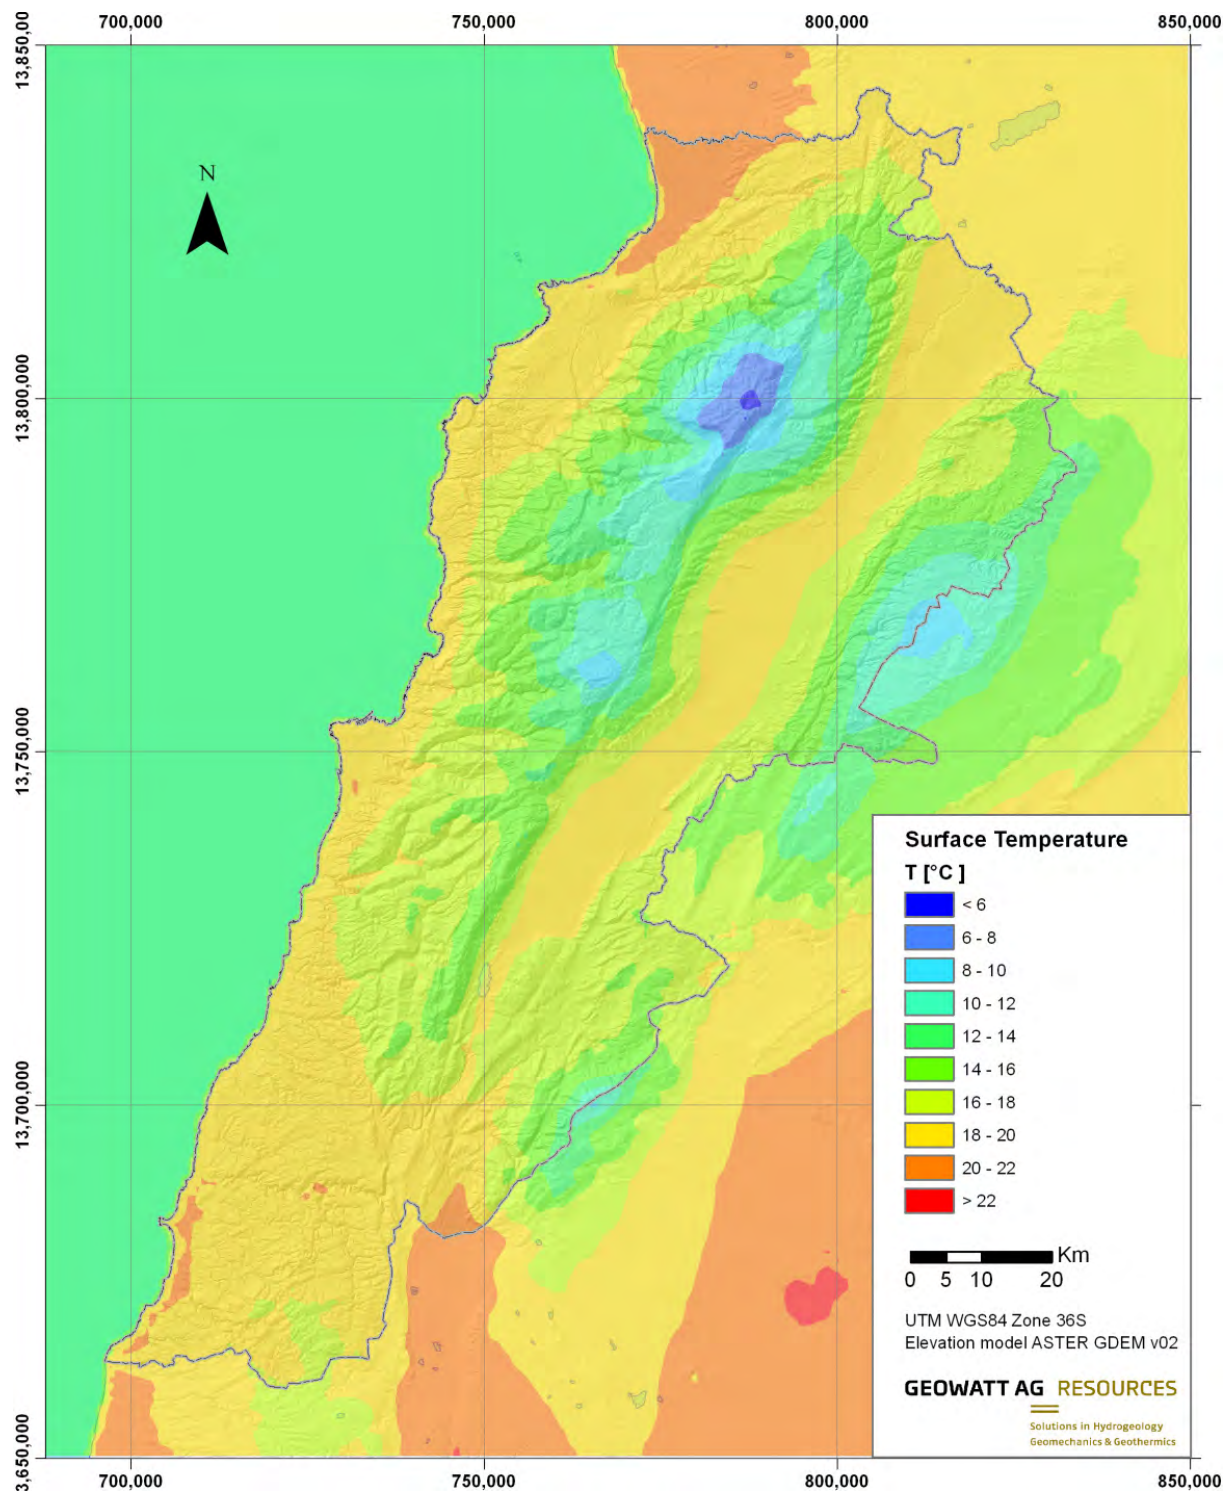 700,000 750,000 800,000 850,000
13,850,00
13,800,000
13,750,000
13,700,000
3,650,000
N
Surface Temperature
T [°C ]
< 6
6 - 8
8 - 10
10 - 12
12 - 14
14 - 16
16 - 18
18 - 20
20 - 22
> 22
Km
0 5 10 20
UTM WGS84 Zone 36S
Elevation model ASTER GDEM v02
GEOWATT AG RESOURCES
Solutions in Hydrogeology
Geomechanics & Geothermics
700,000 750,000 800,000 850,000